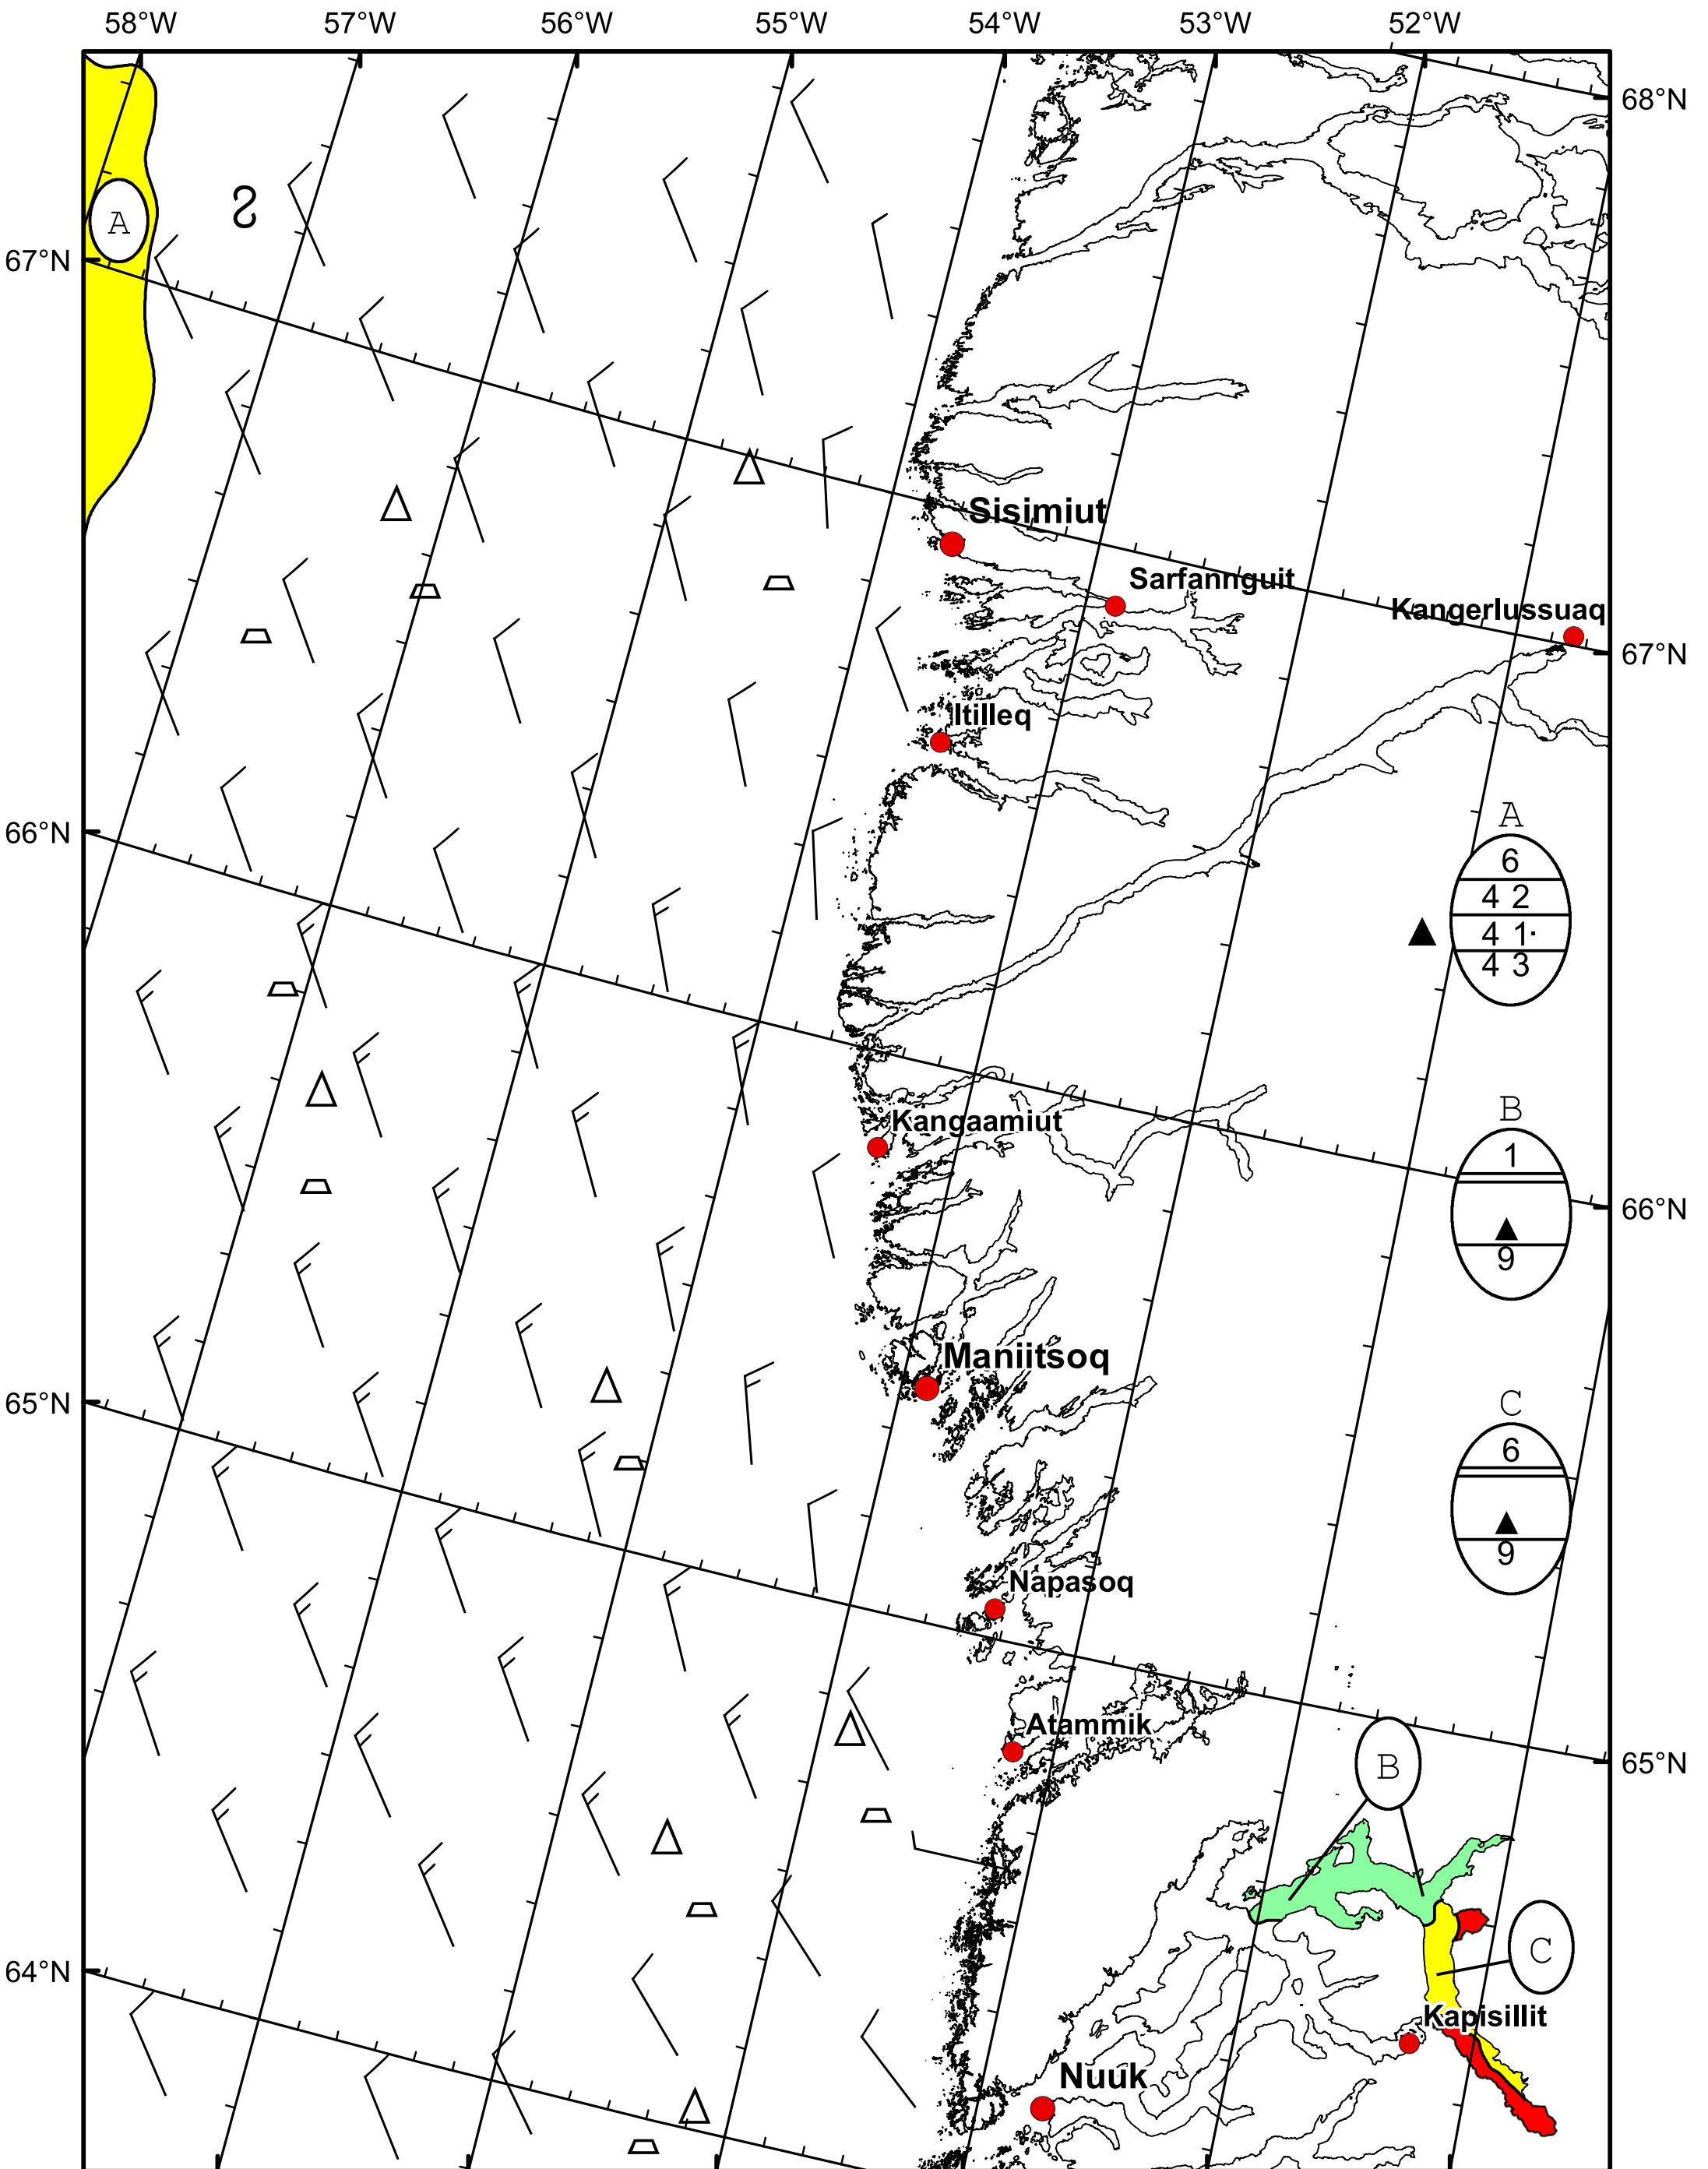 58°W 57°W 56°W 55°W 54°W 53°W 52°W
68°N
A
67°N
Sisimiut
Sarfannguit
Kangerlussuaq
67°N
Itilleq
66°N
A
6
4 2
4 1·
4 3
Kangaamiut
B
1
9
66°N
Maniitsoq
65°N
C
6
9
Napasoq
Atammik
65°N
B
C
64°N
Kapisillit
Nuuk